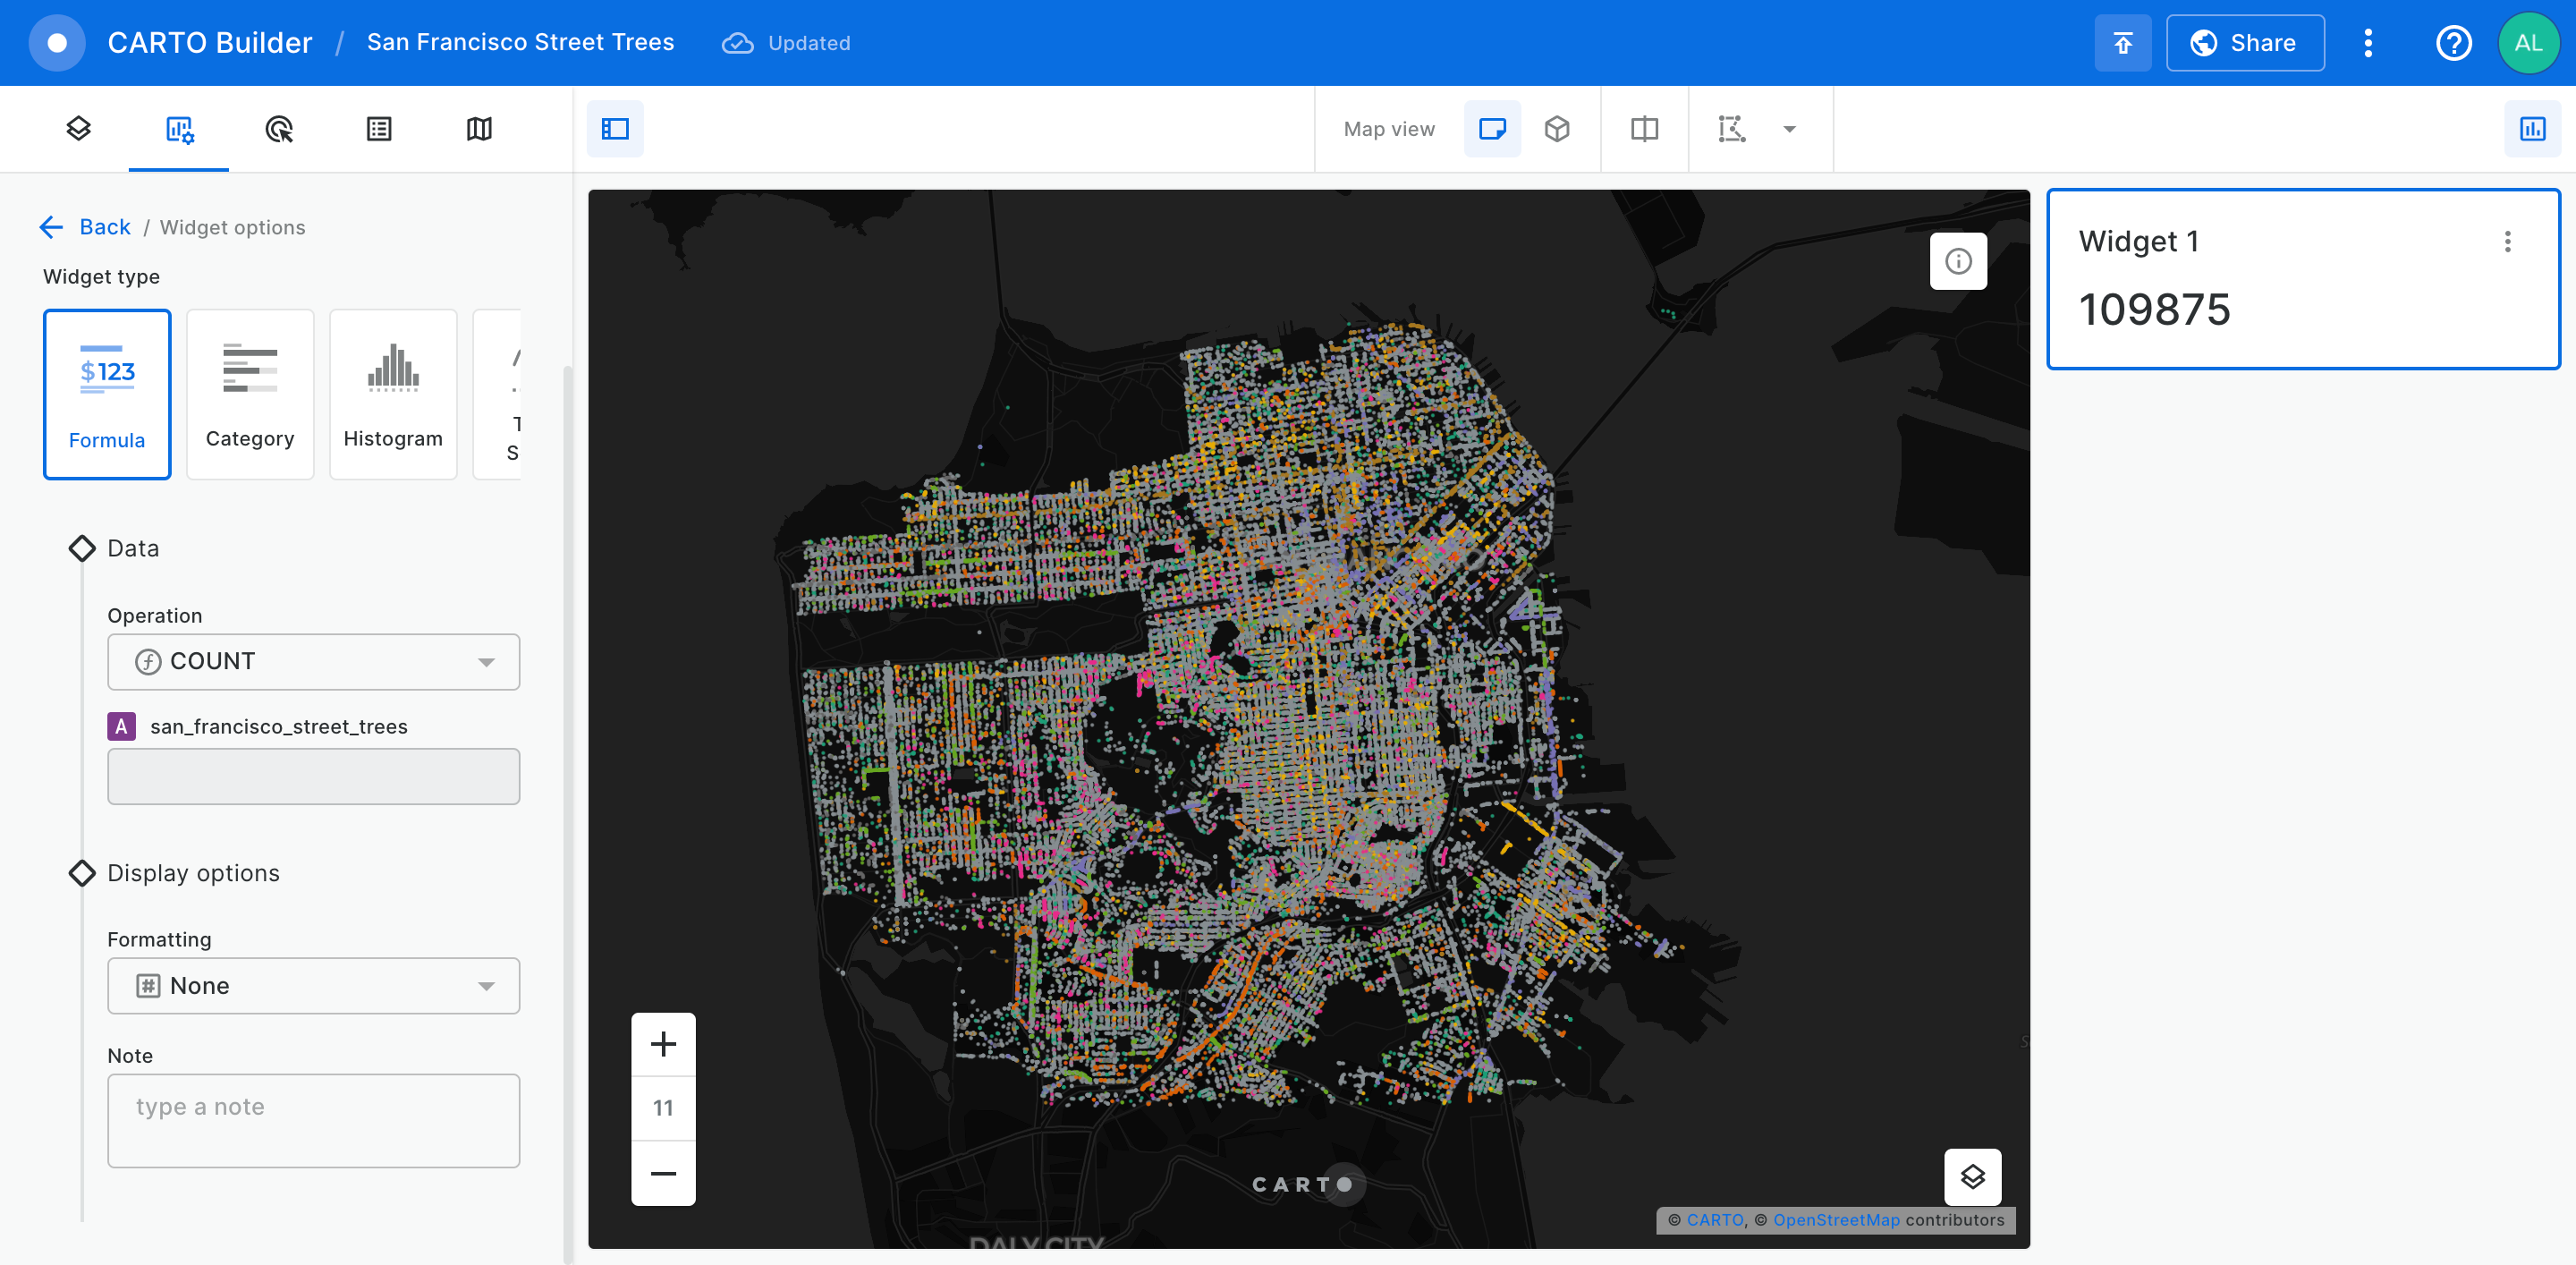 CARTO Builder / San Francisco Street Trees Updated
Share
AL
Map view
Back / Widget options
Widget type
$123
Formula
Category
Histogram
Data
Operation
COUNT
A san_francisco_street_trees
Display options
Formatting
# None
Note
type a note
11
CARTO
© CARTO, © OpenStreetMap contributors
DALY CITY
Widget 1
109875